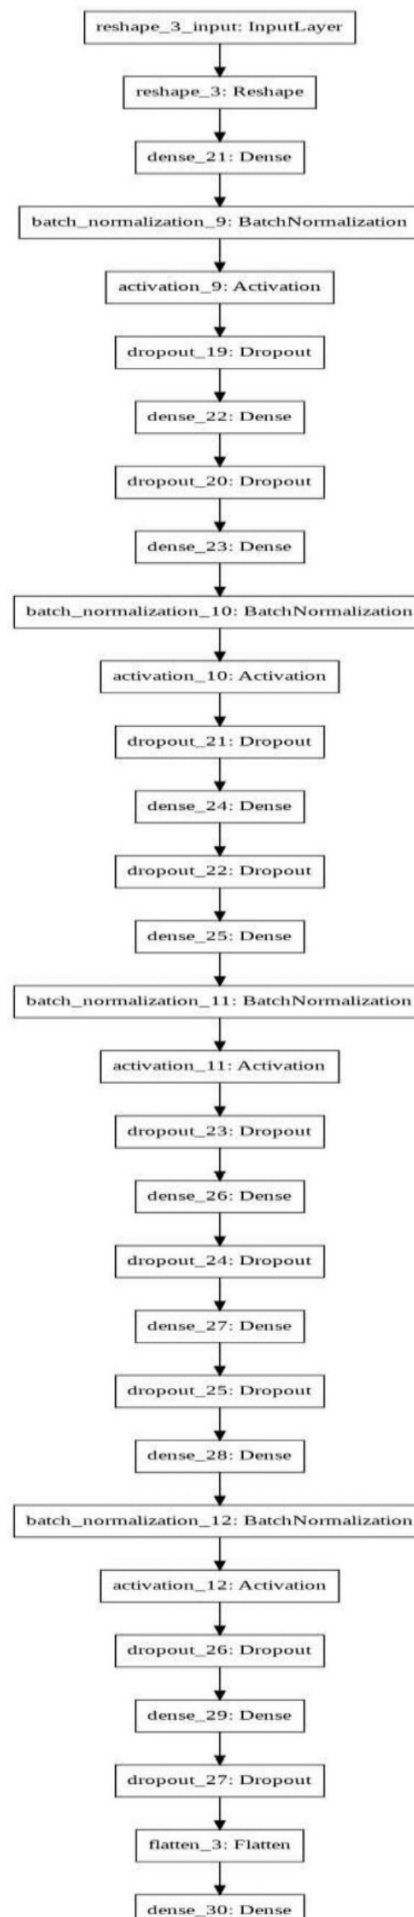 reshape_3_input: InputLayer
reshape_3: Reshape
dense_21: Dense
batch_normalization_9: BatchNormalization
activation_9: Activation
dropout_19: Dropout
dense_22: Dense
dropout_20: Dropout
dense_23: Dense
batch_normalization_10: BatchNormalization
activation_10: Activation
dropout_21: Dropout
dense_24: Dense
dropout_22: Dropout
dense_25: Dense
batch_normalization_11: BatchNormalization
activation_11: Activation
dropout_23: Dropout
dense_26: Dense
dropout_24: Dropout
dense_27: Dense
dropout_25: Dropout
dense_28: Dense
batch_normalization_12: BatchNormalization
activation_12: Activation
dropout_26: Dropout
dense_29: Dense
dropout_27: Dropout
flatten_3: Flatten
dense_30: Dense